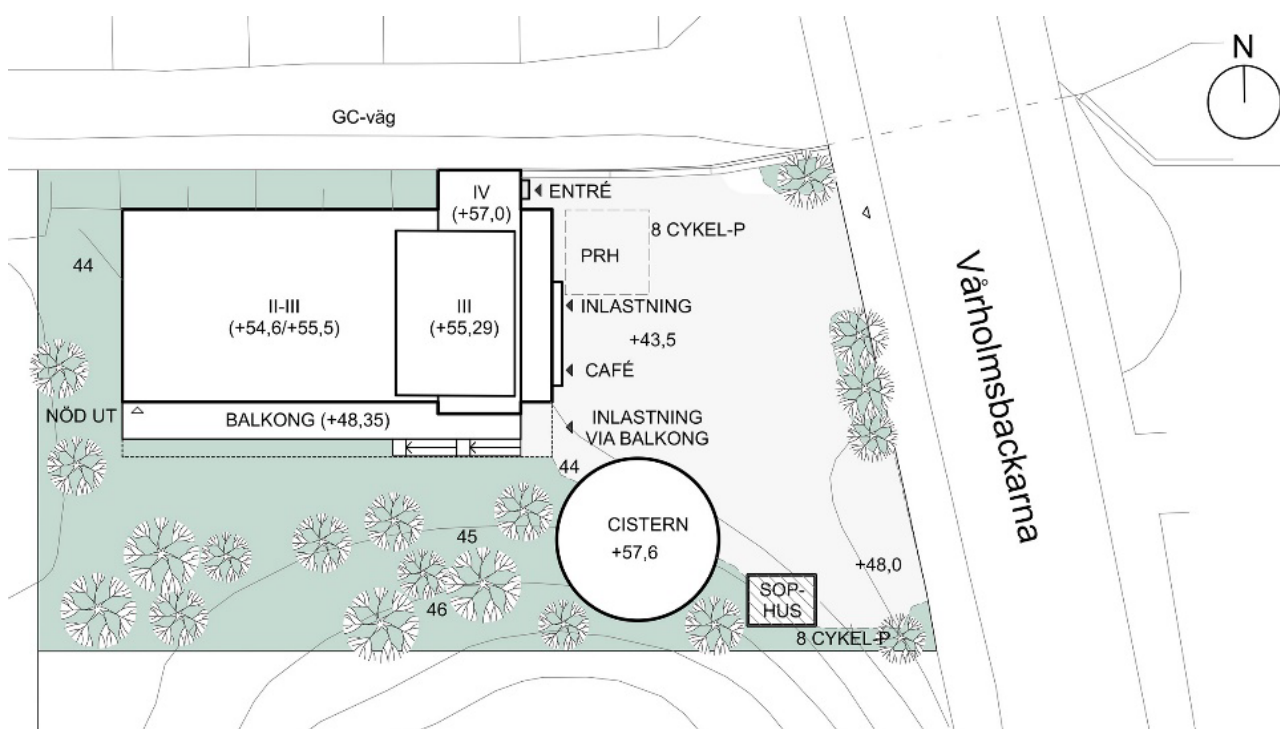 N
GC-väg
IV
(+57,0)
ENTRÉ
8 CYKEL-P
PRH
44
II-III
(+54,6/+55,5)
III
(+55,29)
INLASTNING
+43,5
CAFÉ
Vårholmsbackarna
NÖD UT
BALKONG (+48,35)
INLASTNING
VIA BALKONG
44
CISTERN
+57,6
45
46
+48,0
SOP-
HUS
8 CYKEL-P